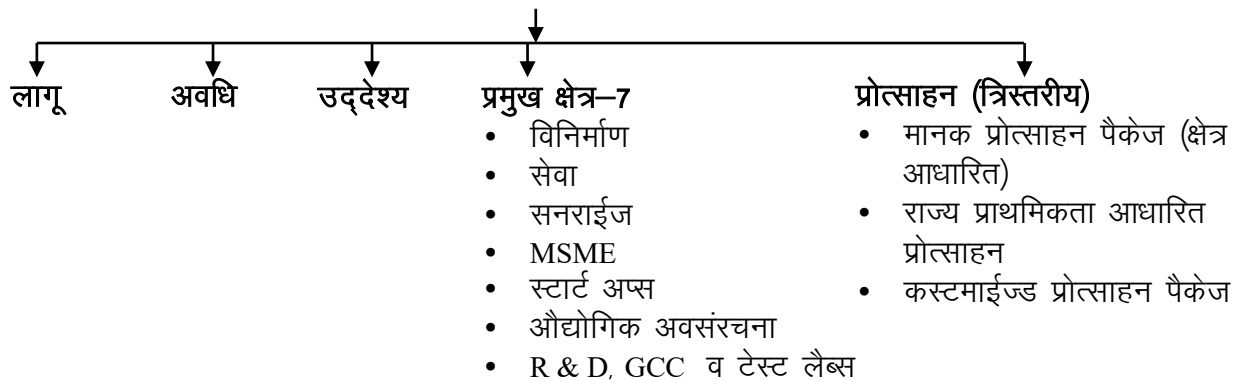 लागू
अवधि
उद्देश्य
प्रमुख क्षेत्र–7
• विनिर्माण
• सेवा
• सनराईज
• MSME
• स्टार्ट अप्स
• औद्योगिक अवसंरचना
• R & D, GCC व टेस्ट लैब्स
प्रोत्साहन (त्रिस्तरीय)
• मानक प्रोत्साहन पैकेज (क्षेत्र
आधारित)
• राज्य प्राथमिकता आधारित
प्रोत्साहन
• कस्टमाईज्ड प्रोत्साहन पैकेज